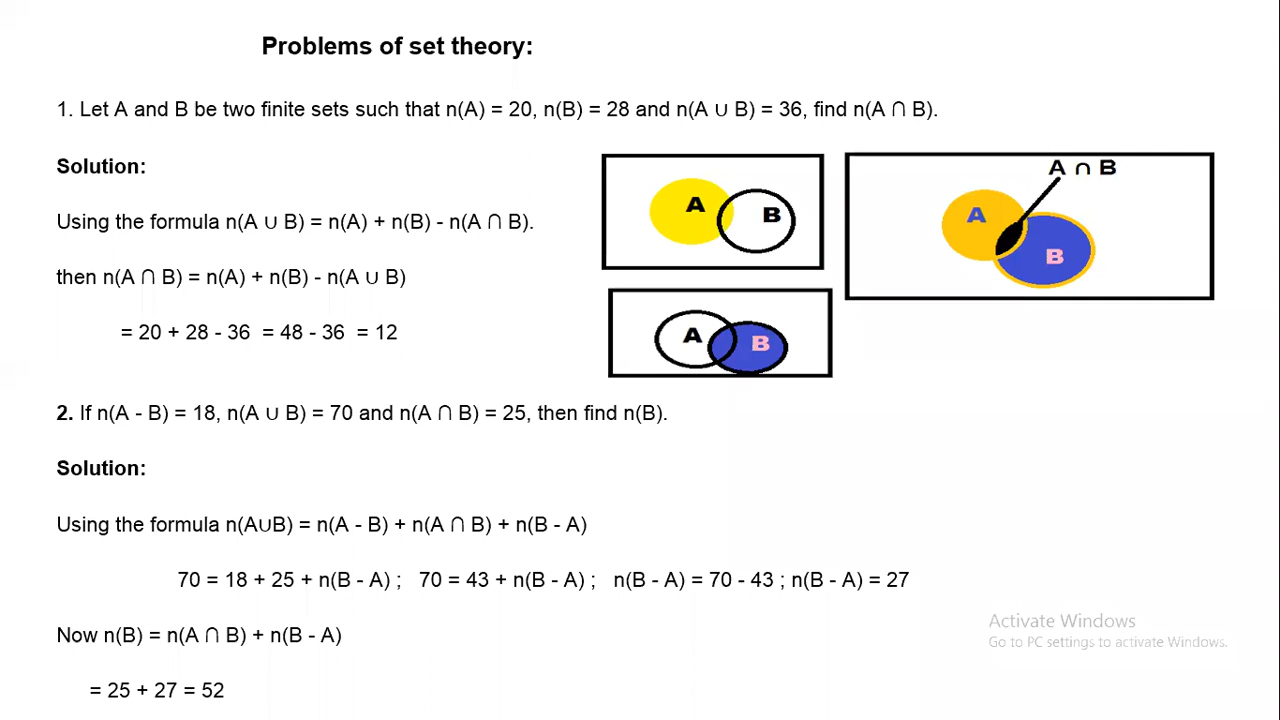 Problems of set theory:
1. Let A and B be two finite sets such that n(A) = 20, n(B) = 28 and n(A ∪ B) = 36, find n(A ∩ B).
Solution:
Using the formula n(A ∪ B) = n(A) + n(B) - n(A ∩ B).
then n(A ∩ B) = n(A) + n(B) - n(A ∪ B)
= 20 + 28 - 36 = 48 - 36 = 12
A B
A ∩ B
A
B
A B
2. If n(A - B) = 18, n(A ∪ B) = 70 and n(A ∩ B) = 25, then find n(B).
Solution:
Using the formula n(A∪B) = n(A - B) + n(A ∩ B) + n(B - A)
70 = 18 + 25 + n(B - A) ; 70 = 43 + n(B - A) ; n(B - A) = 70 - 43 ; n(B - A) = 27
Now n(B) = n(A ∩ B) + n(B - A)
= 25 + 27 = 52
Activate Windows
Go to PC settings to activate Windows.